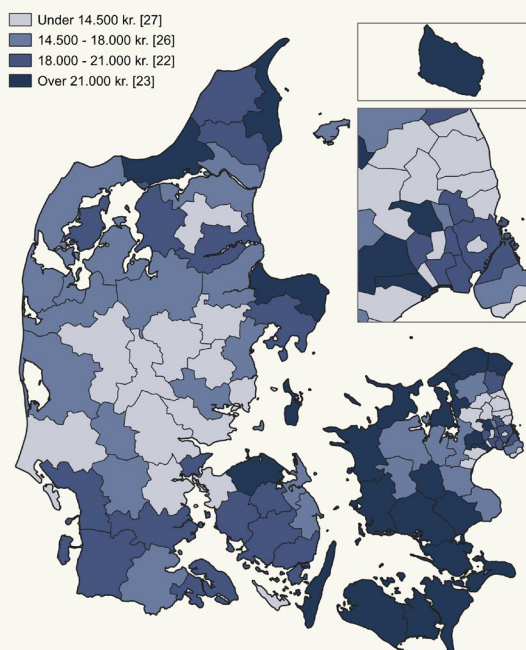 Under 14.500 kr. [27]
14.500 - 18.000 kr. [26]
18.000 - 21.000 kr. [22]
Over 21.000 kr. [23]